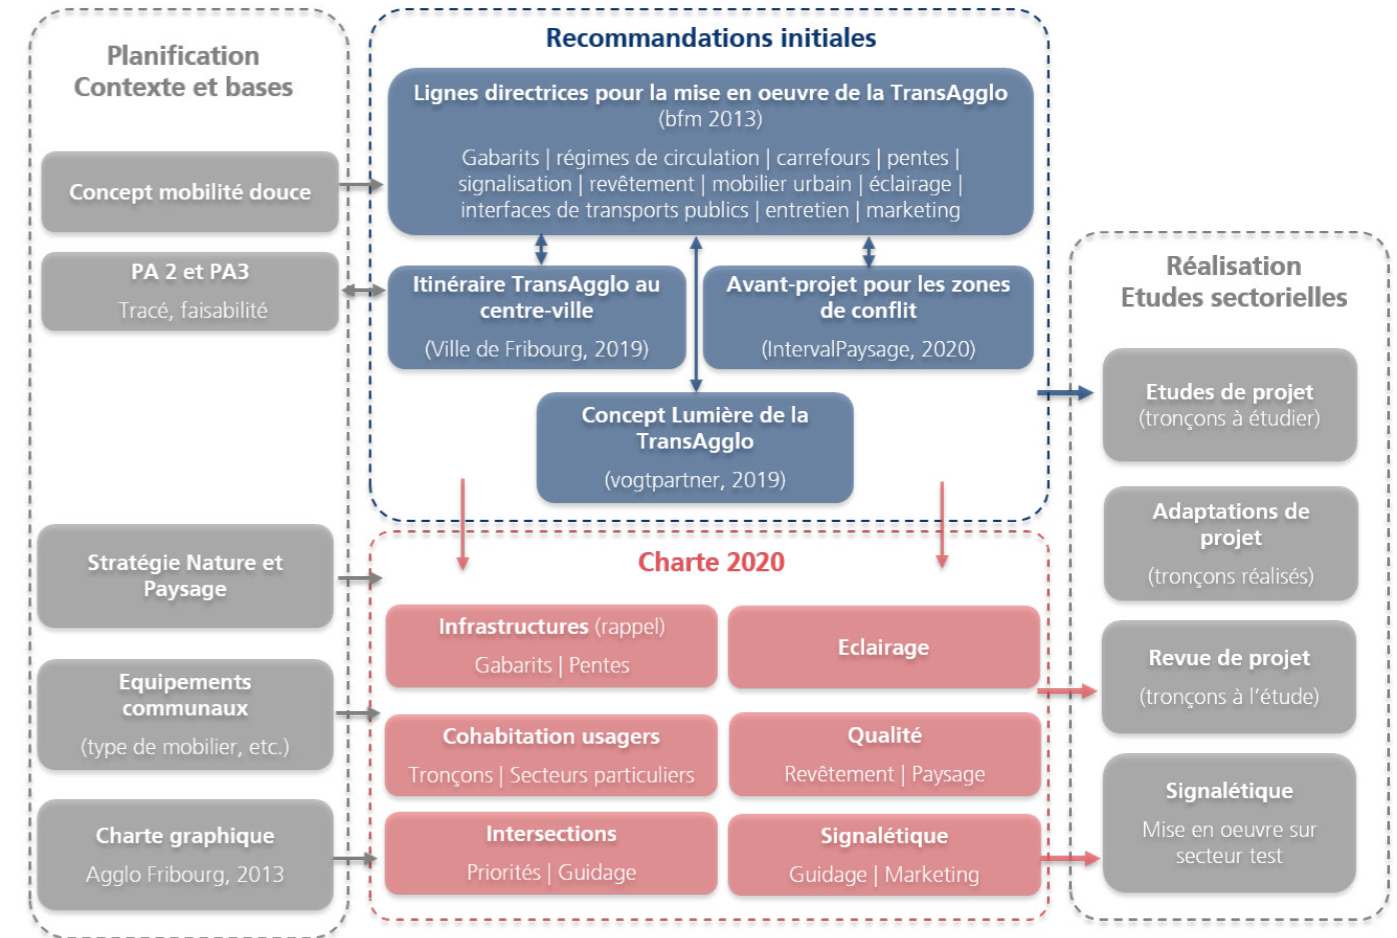 Planification
Contexte et bases
Concept mobilité douce
PA 2 et PA3
Tracé, faisabilité
Stratégie Nature et
Paysage
Equipements
communaux
(type de mobilier, etc.)
Charte graphique
Agglo Fribourg, 2013
Recommandations initiales
Lignes directrices pour la mise en oeuvre de la TransAgglo
(bfm 2013)
Gabarits | régimes de circulation | carrefours | pentes |
signalisation | revêtement | mobilier urbain | éclairage |
interfaces de transports publics | entretien | marketing
Itinéraire TransAgglo au
centre-ville
(Ville de Fribourg, 2019)
Avant-projet pour les zones
de conflit
(IntervalPaysage, 2020)
Concept Lumière de la
TransAgglo
(vogtpartner, 2019)
Charte 2020
Infrastructures (rappel)
Gabarits | Pentes
Eclairage
Cohabitation usagers
Tronçons | Secteurs particuliers
Qualité
Revêtement | Paysage
Intersections
Priorités | Guidage
Signalétique
Guidage | Marketing
Réalisation
Etudes sectorielles
Etudes de projet
(tronçons à étudier)
Adaptations de
projet
(tronçons réalisés)
Revue de projet
(tronçons à l'étude)
Signalétique
Mise en oeuvre sur
secteur test